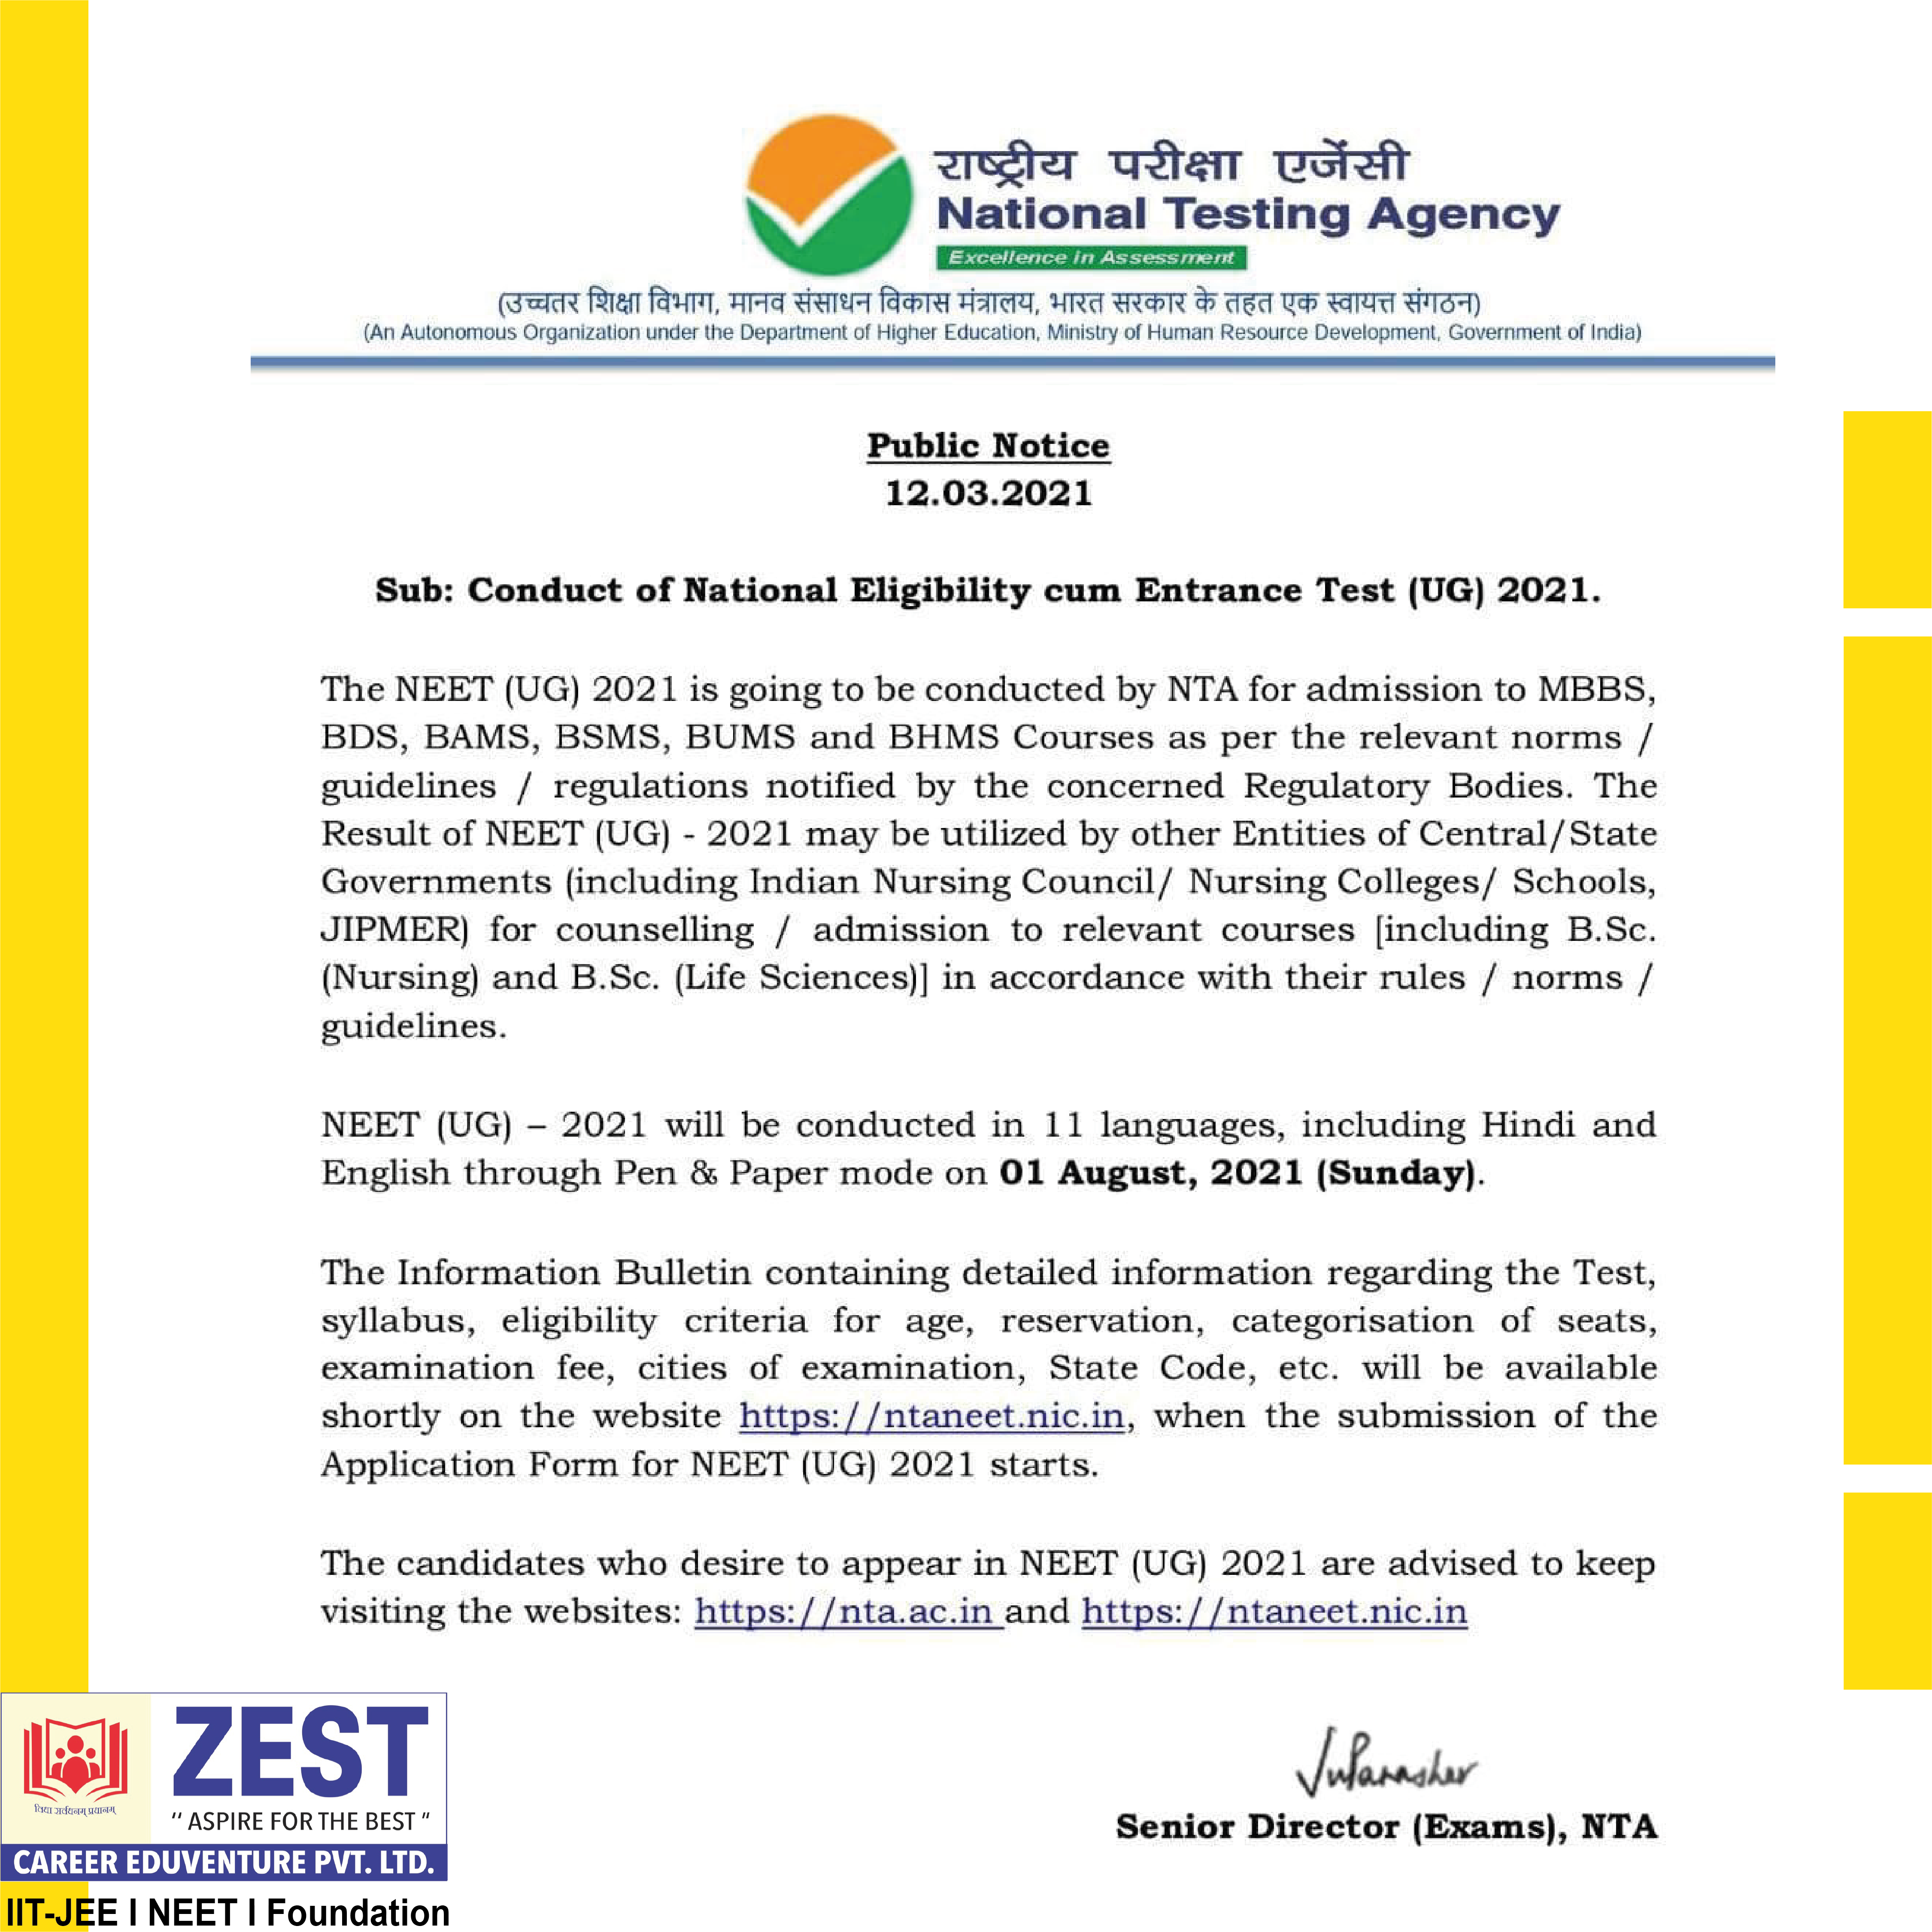 राष्ट्रीय परीक्षा एजेंसी
National Testing Agency
Excellence in Assessment
(उच्चतर शिक्षा विभाग, मानव संसाधन विकास मंत्रालय, भारत सरकार के तहत एक स्वायत्त संगठन)
(An Autonomous Organization under the Department of Higher Education, Ministry of Human Resource Development, Government of India)
Public Notice
12.03.2021
Sub: Conduct of National Eligibility cum Entrance Test (UG) 2021.
The NEET (UG) 2021 is going to be conducted by NTA for admission to MBBS,
BDS, BAMS, BSMS, BUMS and BHMS Courses as per the relevant norms /
guidelines / regulations notified by the concerned Regulatory Bodies. The
Result of NEET (UG) - 2021 may be utilized by other Entities of Central/State
Governments (including Indian Nursing Council/ Nursing Colleges/ Schools,
JIPMER) for counselling / admission to relevant courses [including B.Sc.
(Nursing) and B.Sc. (Life Sciences)] in accordance with their rules / norms /
guidelines.
NEET (UG) – 2021 will be conducted in 11 languages, including Hindi and
English through Pen & Paper mode on 01 August, 2021 (Sunday).
The Information Bulletin containing detailed information regarding the Test,
syllabus, eligibility criteria for age, reservation, categorisation of seats,
examination fee, cities of examination, State Code, etc. will be available
shortly on the website https://ntaneet.nic.in, when the submission of the
Application Form for NEET (UG) 2021 starts.
The candidates who desire to appear in NEET (UG) 2021 are advised to keep
visiting the websites: https://nta.ac.in and https://ntaneet.nic.in
Senior Director (Exams), NTA
ZEST
" ASPIRE FOR THE BEST "
CAREER EDUVENTURE PVT. LTD.
IIT-JEE I NEET I Foundation